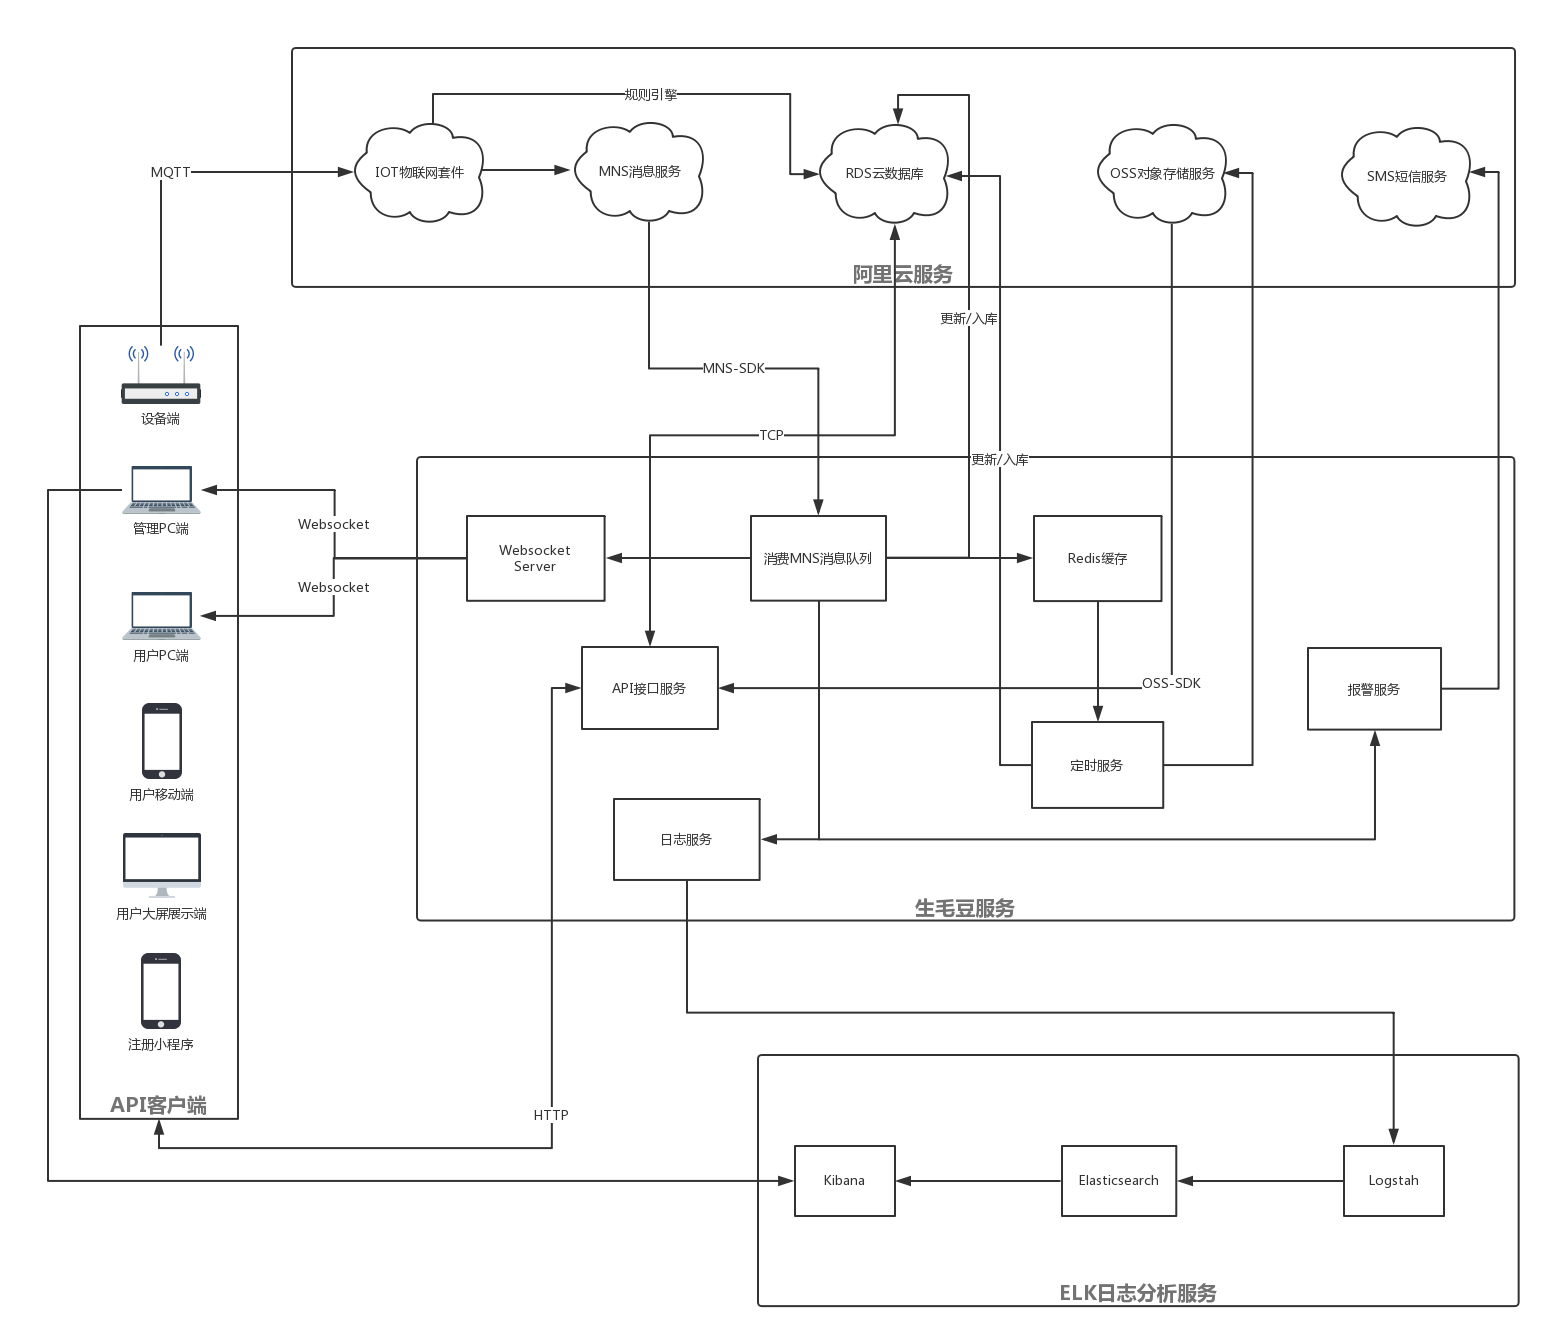 规则引擎
MQTT
IOT物联网套件
MNS消息服务
RDS云数据库
OSS对象存储服务
SMS短信服务
阿里云服务
更新/入库
MNS-SDK
设备端
TCP
更新/入库
管理PC端
Websocket
Websocket
Server
消费MNS消息队列
Redis缓存
Websocket
用户PC端
API接口服务
OSS-SDK
报警服务
定时服务
用户移动端
日志服务
用户大屏展示端
生毛豆服务
注册小程序
API客户端
HTTP
Kibana
Elasticsearch
Logstah
ELK日志分析服务